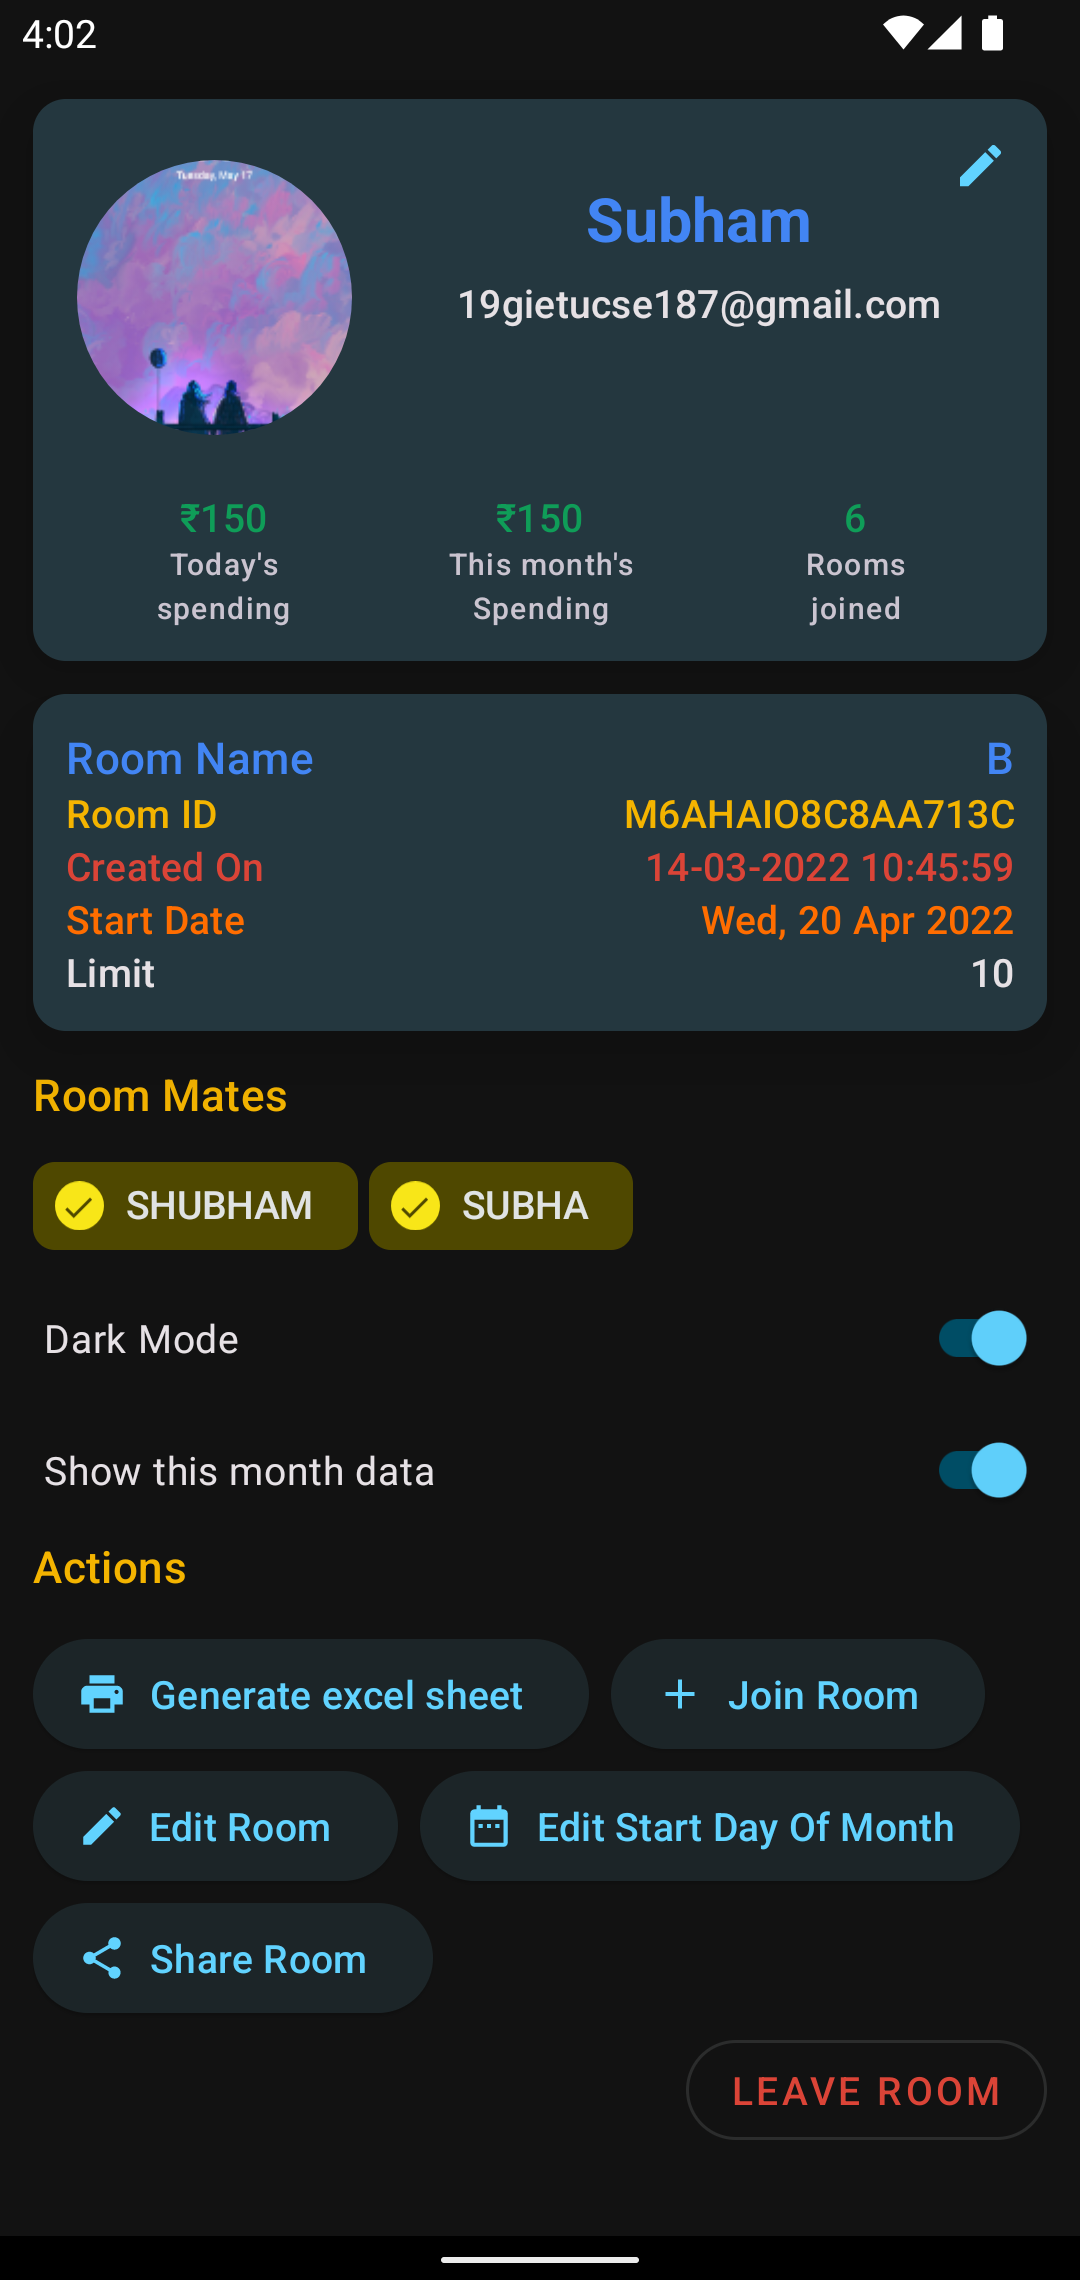 4:02
Tuesday, May 17
Subham
19gietucse187@gmail.com
₹150
Today's
spending
₹150
This month's
Spending
6
Rooms
joined
Room Name B
Room ID M6AHAIO8C8AA713C
Created On 14-03-2022 10:45:59
Start Date Wed, 20 Apr 2022
Limit 10
Room Mates
SHUBHAM SUBHA
Dark Mode
Show this month data
Actions
Generate excel sheet Join Room
Edit Room Edit Start Day Of Month
Share Room
LEAVE ROOM